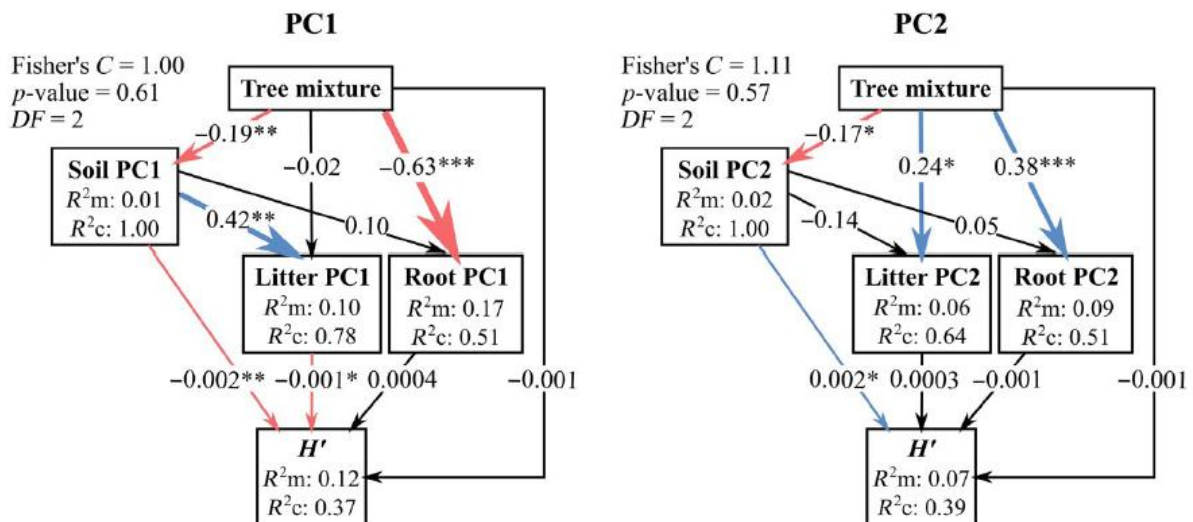 PC1
Fisher's C = 1.00
p-value = 0.61
DF = 2
Tree mixture
−0.19**
−0.02
−0.63***
Soil PC1
R²m: 0.01
R²c: 1.00
0.42**
0.10
Litter PC1
R²m: 0.10
R²c: 0.78
Root PC1
R²m: 0.17
R²c: 0.51
−0.002**
−0.001*
0.0004
−0.001
H′
R²m: 0.12
R²c: 0.37
PC2
Fisher's C = 1.11
p-value = 0.57
DF = 2
Tree mixture
−0.17*
0.24*
0.38***
Soil PC2
R²m: 0.02
R²c: 1.00
−0.14
0.05
Litter PC2
R²m: 0.06
R²c: 0.64
Root PC2
R²m: 0.09
R²c: 0.51
0.002*
0.0003
−0.001
−0.001
H′
R²m: 0.07
R²c: 0.39